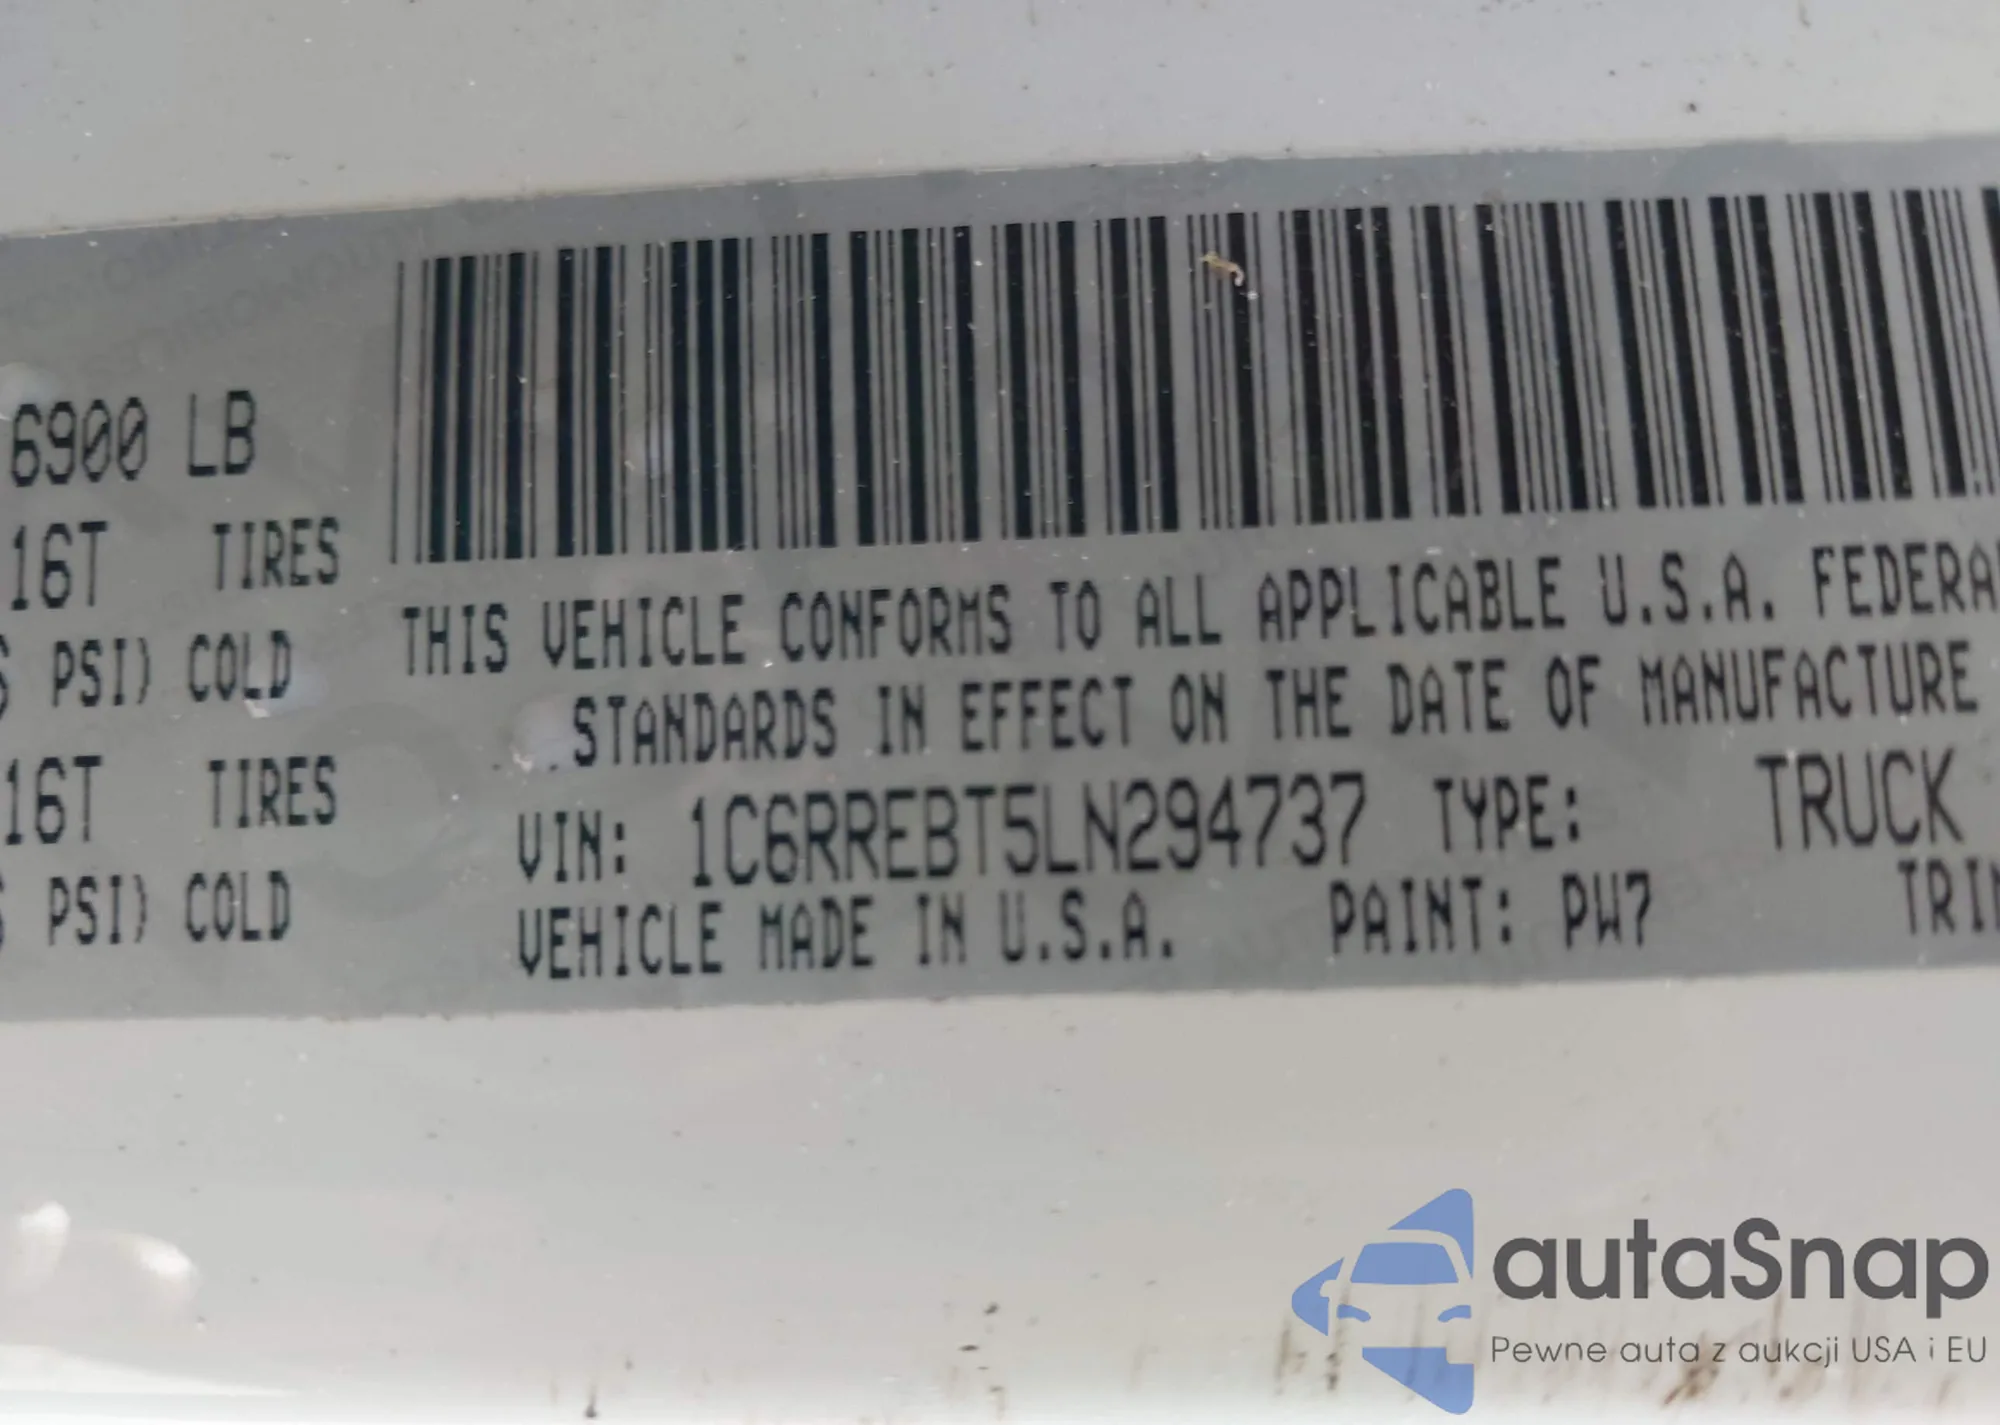 6900 LB
16T TIRES
PSI) COLD
16T TIRES
PSI) COLD
THIS VEHICLE CONFORMS TO ALL APPLICABLE U.S.A. FEDERA
STANDARDS IN EFFECT ON THE DATE OF MANUFACTURE
VIN: 1C6RREBT5LN294737 TYPE: TRUCK
VEHICLE MADE IN U.S.A. PAINT: PW7 TRI
autaSnap
Pewne auta z aukcji USA i EU